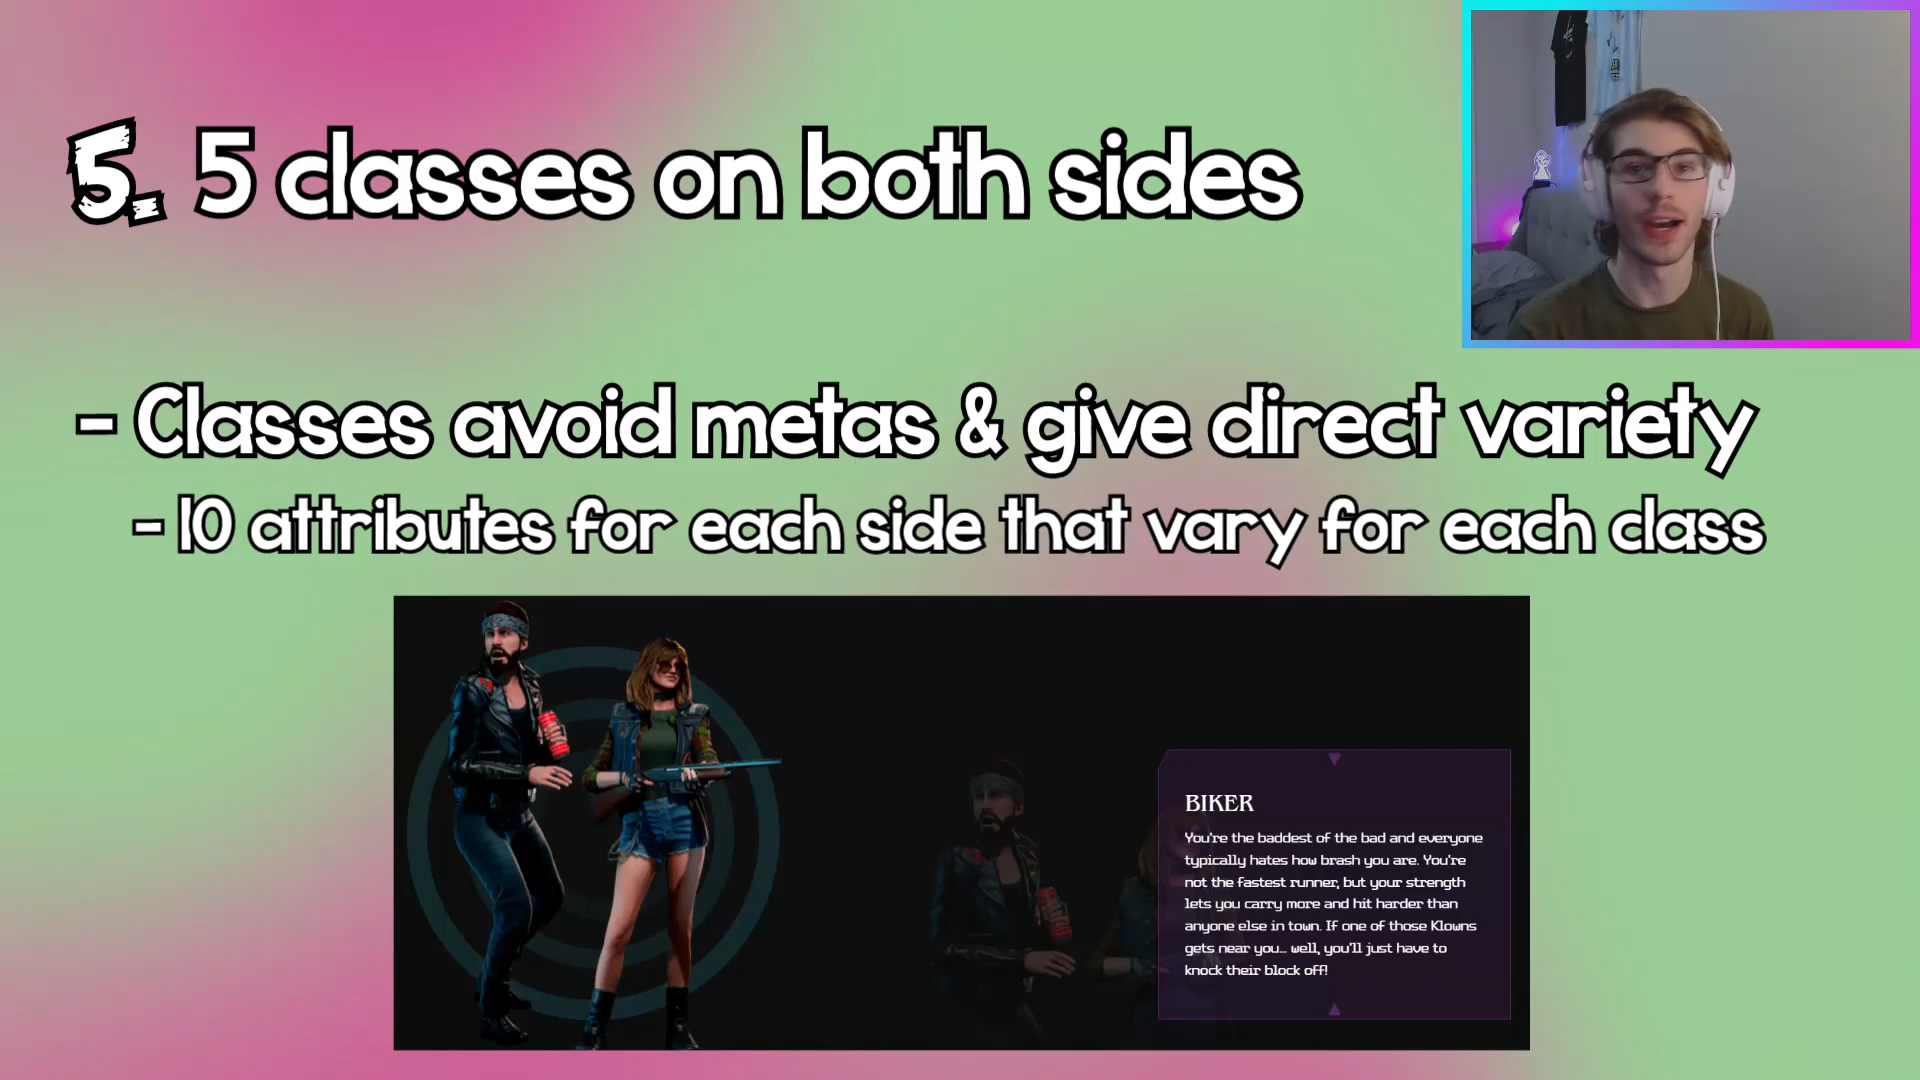 5. 5 classes on both sides
- Classes avoid metas & give direct variety
- 10 attributes for each side that vary for each class
BIKER
You're the baddest of the bad and everyone
typically hates how brash you are. You're
not the fastest runner, but your strength
lets you carry more and hit harder than
anyone else in town. If one of those Klowns
gets near you... well, you'll just have to
knock their block off!